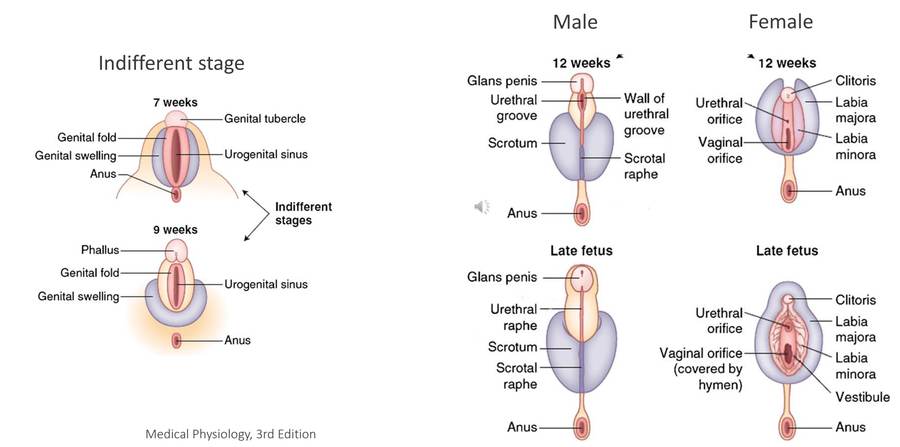 Indifferent stage
7 weeks
Genital tubercle
Genital fold
Genital swelling
Urogenital sinus
Anus
Indifferent
stages
9 weeks
Phallus
Genital fold
Urogenital sinus
Genital swelling
Anus
Medical Physiology, 3rd Edition
Male
12 weeks
Glans penis
Urethral
groove
Wall of
urethral
groove
Scrotum
Scrotal
raphe
Anus
Late fetus
Glans penis
Urethral
raphe
Scrotum
Scrotal
raphe
Anus
Female
12 weeks
Clitoris
Urethral
orifice
Labia
majora
Vaginal
orifice
Labia
minora
Anus
Late fetus
Clitoris
Urethral
orifice
Labia
majora
Vaginal orifice
(covered by
hymen)
Labia
minora
Vestibule
Anus